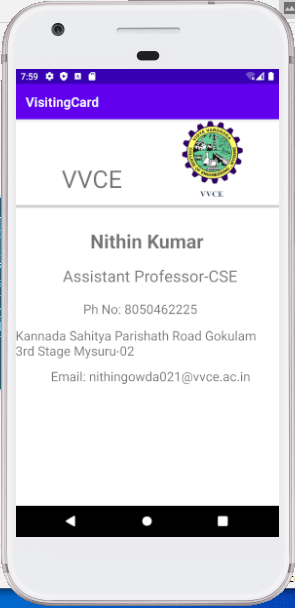 7:59
VisitingCard
VVCE
VVCE
Nithin Kumar
Assistant Professor-CSE
Ph No: 8050462225
Kannada Sahitya Parishath Road Gokulam
3rd Stage Mysuru-02
Email: nithingowda021@vvce.ac.in